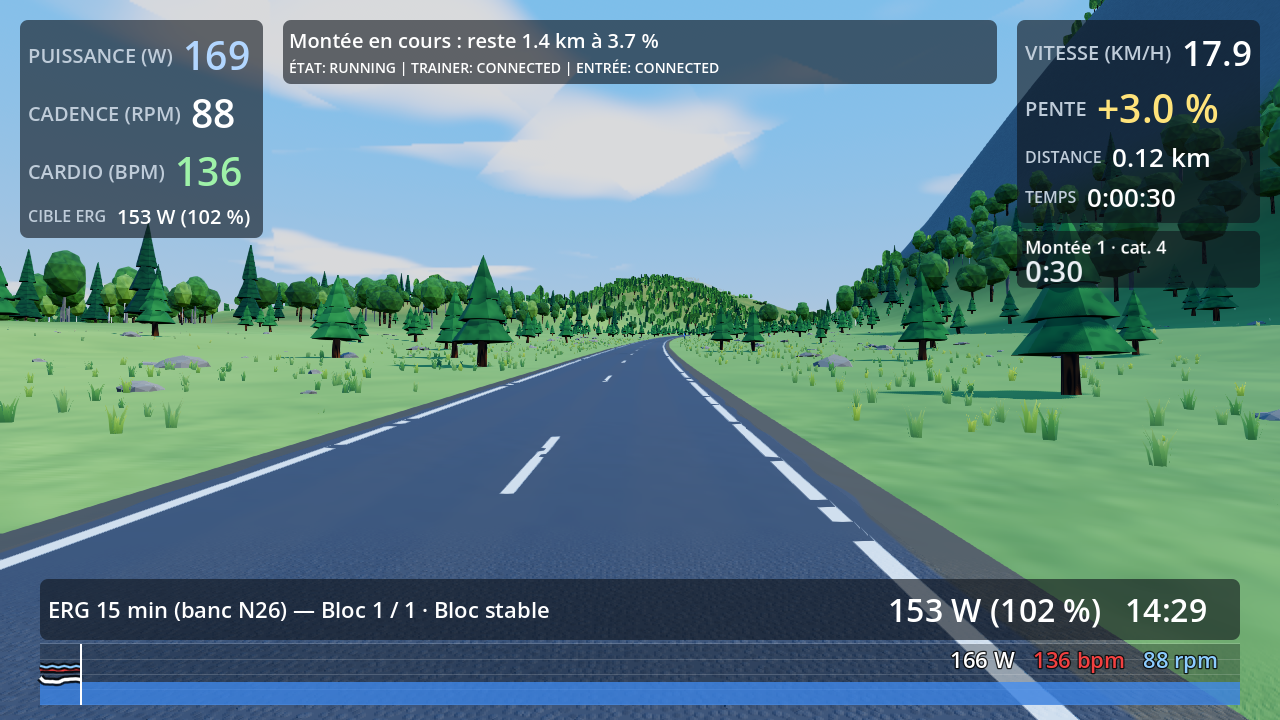 PUISSANCE (W) 169
CADENCE (RPM) 88
CARDIO (BPM) 136
CIBLE ERG 153 W (102 %)
Montée en cours : reste 1.4 km à 3.7 %
ÉTAT: RUNNING | TRAINER: CONNECTED | ENTRÉE: CONNECTED
VITESSE (KM/H) 17.9
PENTE +3.0 %
DISTANCE 0.12 km
TEMPS 0:00:30
Montée 1 · cat. 4
0:30
ERG 15 min (banc N26) — Bloc 1 / 1 · Bloc stable 153 W (102 %) 14:29
166 W 136 bpm 88 rpm